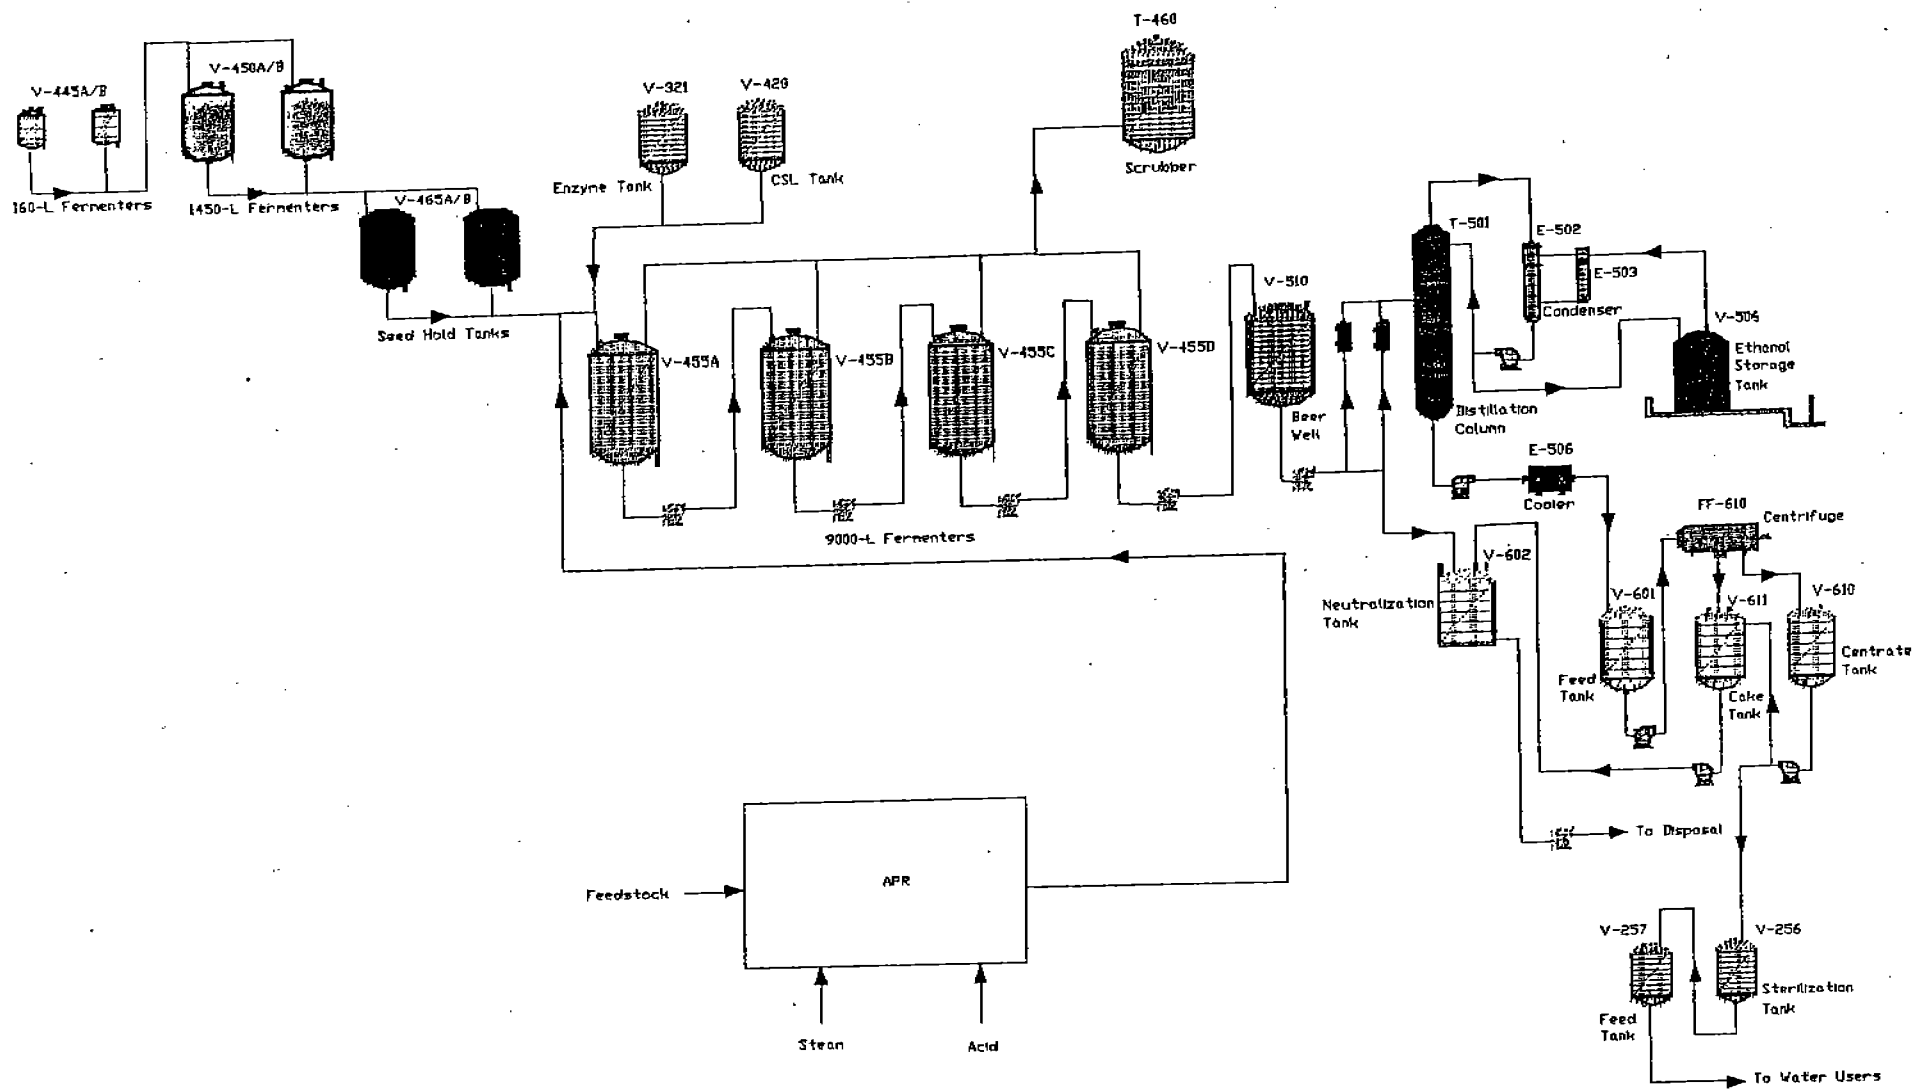 T-460
V-450A/B
V-445A/B
V-321
V-420
Scrubber
Enzyme Tank
CSL Tank
160-L Fermenters
1450-L Fermenters
V-465A/B
Seed Hold Tanks
T-501
E-502
E-503
Condenser
V-510
V-506
Ethanol
Storage
Tank
V-455A
V-455B
V-455C
V-455D
Beer
Well
Distillation
Column
E-506
Cooler
FF-610
Centrifuge
9000-L Fermenters
V-602
Neutralization
Tank
V-601
V-611
V-610
Feed
Tank
Cake
Tank
Centrate
Tank
To Disposal
APR
Feedstock
Steam
Acid
V-257
V-256
Sterilization
Tank
Feed
Tank
To Water Users